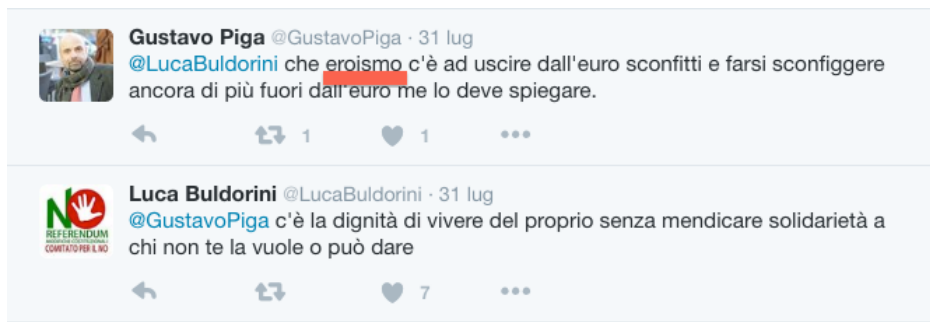 Gustavo Piga @GustavoPiga · 31 lug
@LucaBuldorini che eroismo c'è ad uscire dall'euro sconfitti e farsi sconfiggere
ancora di più fuori dall'euro me lo deve spiegare.
1 1
Luca Buldorini @LucaBuldorini · 31 lug
@GustavoPiga c'è la dignità di vivere del proprio senza mendicare solidarietà a
chi non te la vuole o può dare
NO
REFERENDUM
COMITATO PER IL NO
7